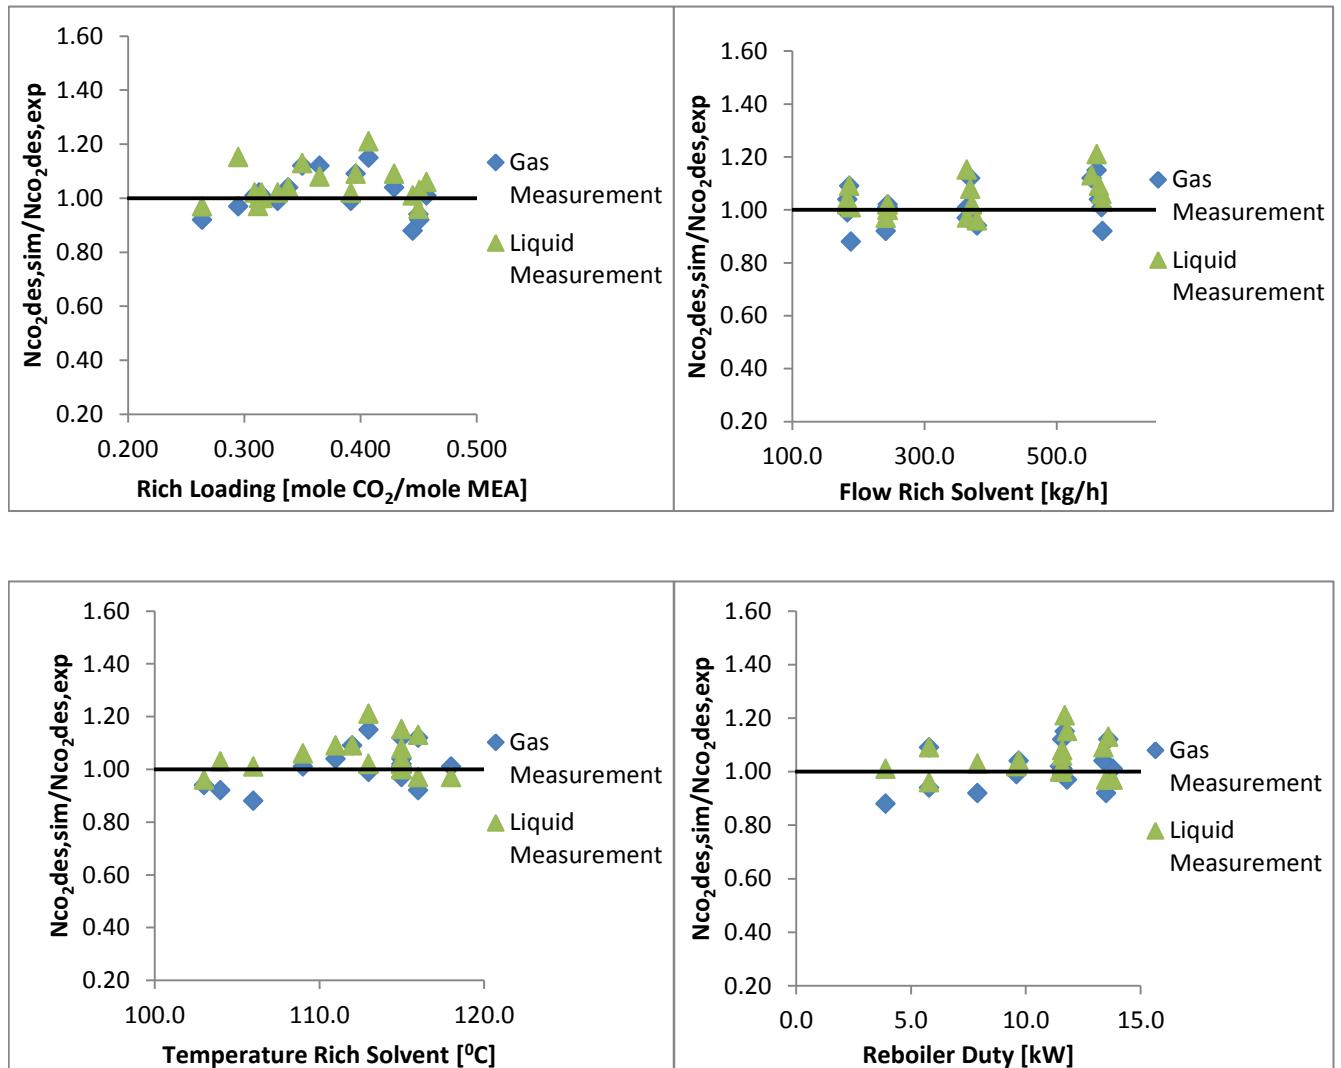 Nco₂des,sim/Nco₂des,exp
1.60
1.40
1.20
1.00
0.80
0.60
0.40
0.20
0.200
0.300
0.400
0.500
Rich Loading [mole CO₂/mole MEA]
Gas
Measurement
Liquid
Measurement
Nco₂des,sim/Nco₂des,exp
1.60
1.40
1.20
1.00
0.80
0.60
0.40
0.20
100.0
300.0
500.0
Flow Rich Solvent [kg/h]
Gas
Measurement
Liquid
Measurement
Nco₂des,sim/Nco₂des,exp
1.60
1.40
1.20
1.00
0.80
0.60
0.40
0.20
100.0
110.0
120.0
Temperature Rich Solvent [⁰C]
Gas
Measurement
Liquid
Measurement
Nco₂des,sim/Nco₂des,exp
1.60
1.40
1.20
1.00
0.80
0.60
0.40
0.20
0.0
5.0
10.0
15.0
Reboiler Duty [kW]
Gas
Measurement
Liquid
Measurement